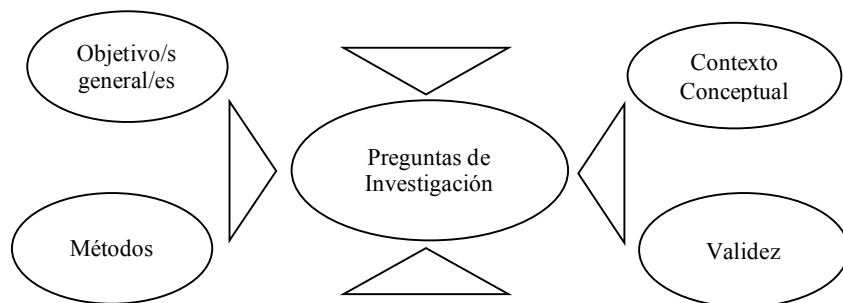 Objetivo/s
general/es
Contexto
Conceptual
Preguntas de
Investigación
Métodos
Validez